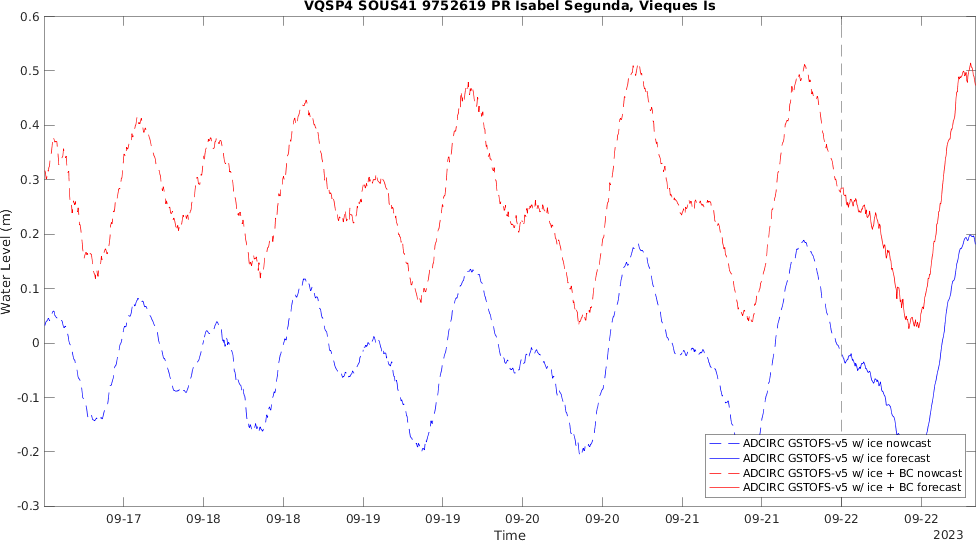 VQSP4 SOUS41 9752619 PR Isabel Segunda, Vieques Is
0.6
0.5
0.4
0.3
0.2
0.1
0
-0.1
-0.2
-0.3
Water Level (m)
ADCIRC GSTOFS-v5 w/ ice nowcast
ADCIRC GSTOFS-v5 w/ ice forecast
ADCIRC GSTOFS-v5 w/ ice + BC nowcast
ADCIRC GSTOFS-v5 w/ ice + BC forecast
09-17 09-18 09-18 09-19 09-19 09-20 09-20 09-21 09-21 09-22 09-22
Time
2023